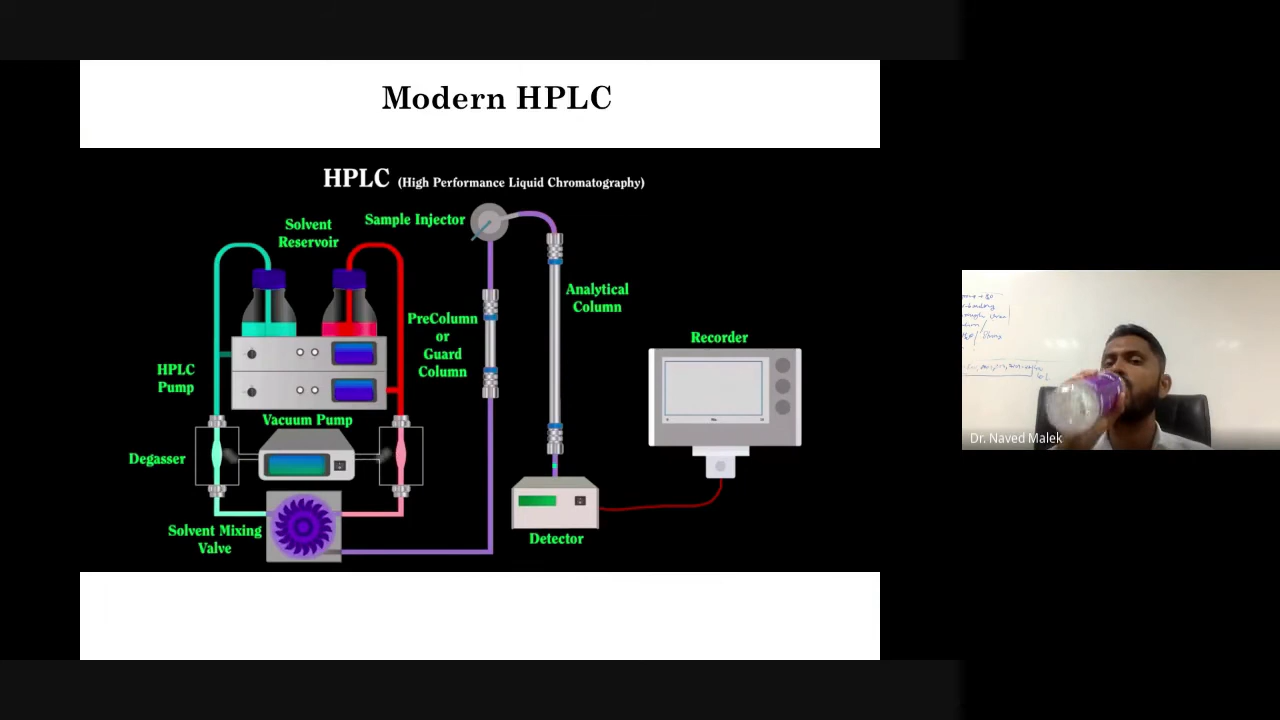 Modern HPLC
HPLC (High Performance Liquid Chromatography)
Solvent
Reservoir
Sample Injector
Analytical
Column
PreColumn
or
Guard
Column
HPLC
Pump
Vacuum Pump
Degasser
Solvent Mixing
Valve
Detector
Recorder
Dr. Naved Malek